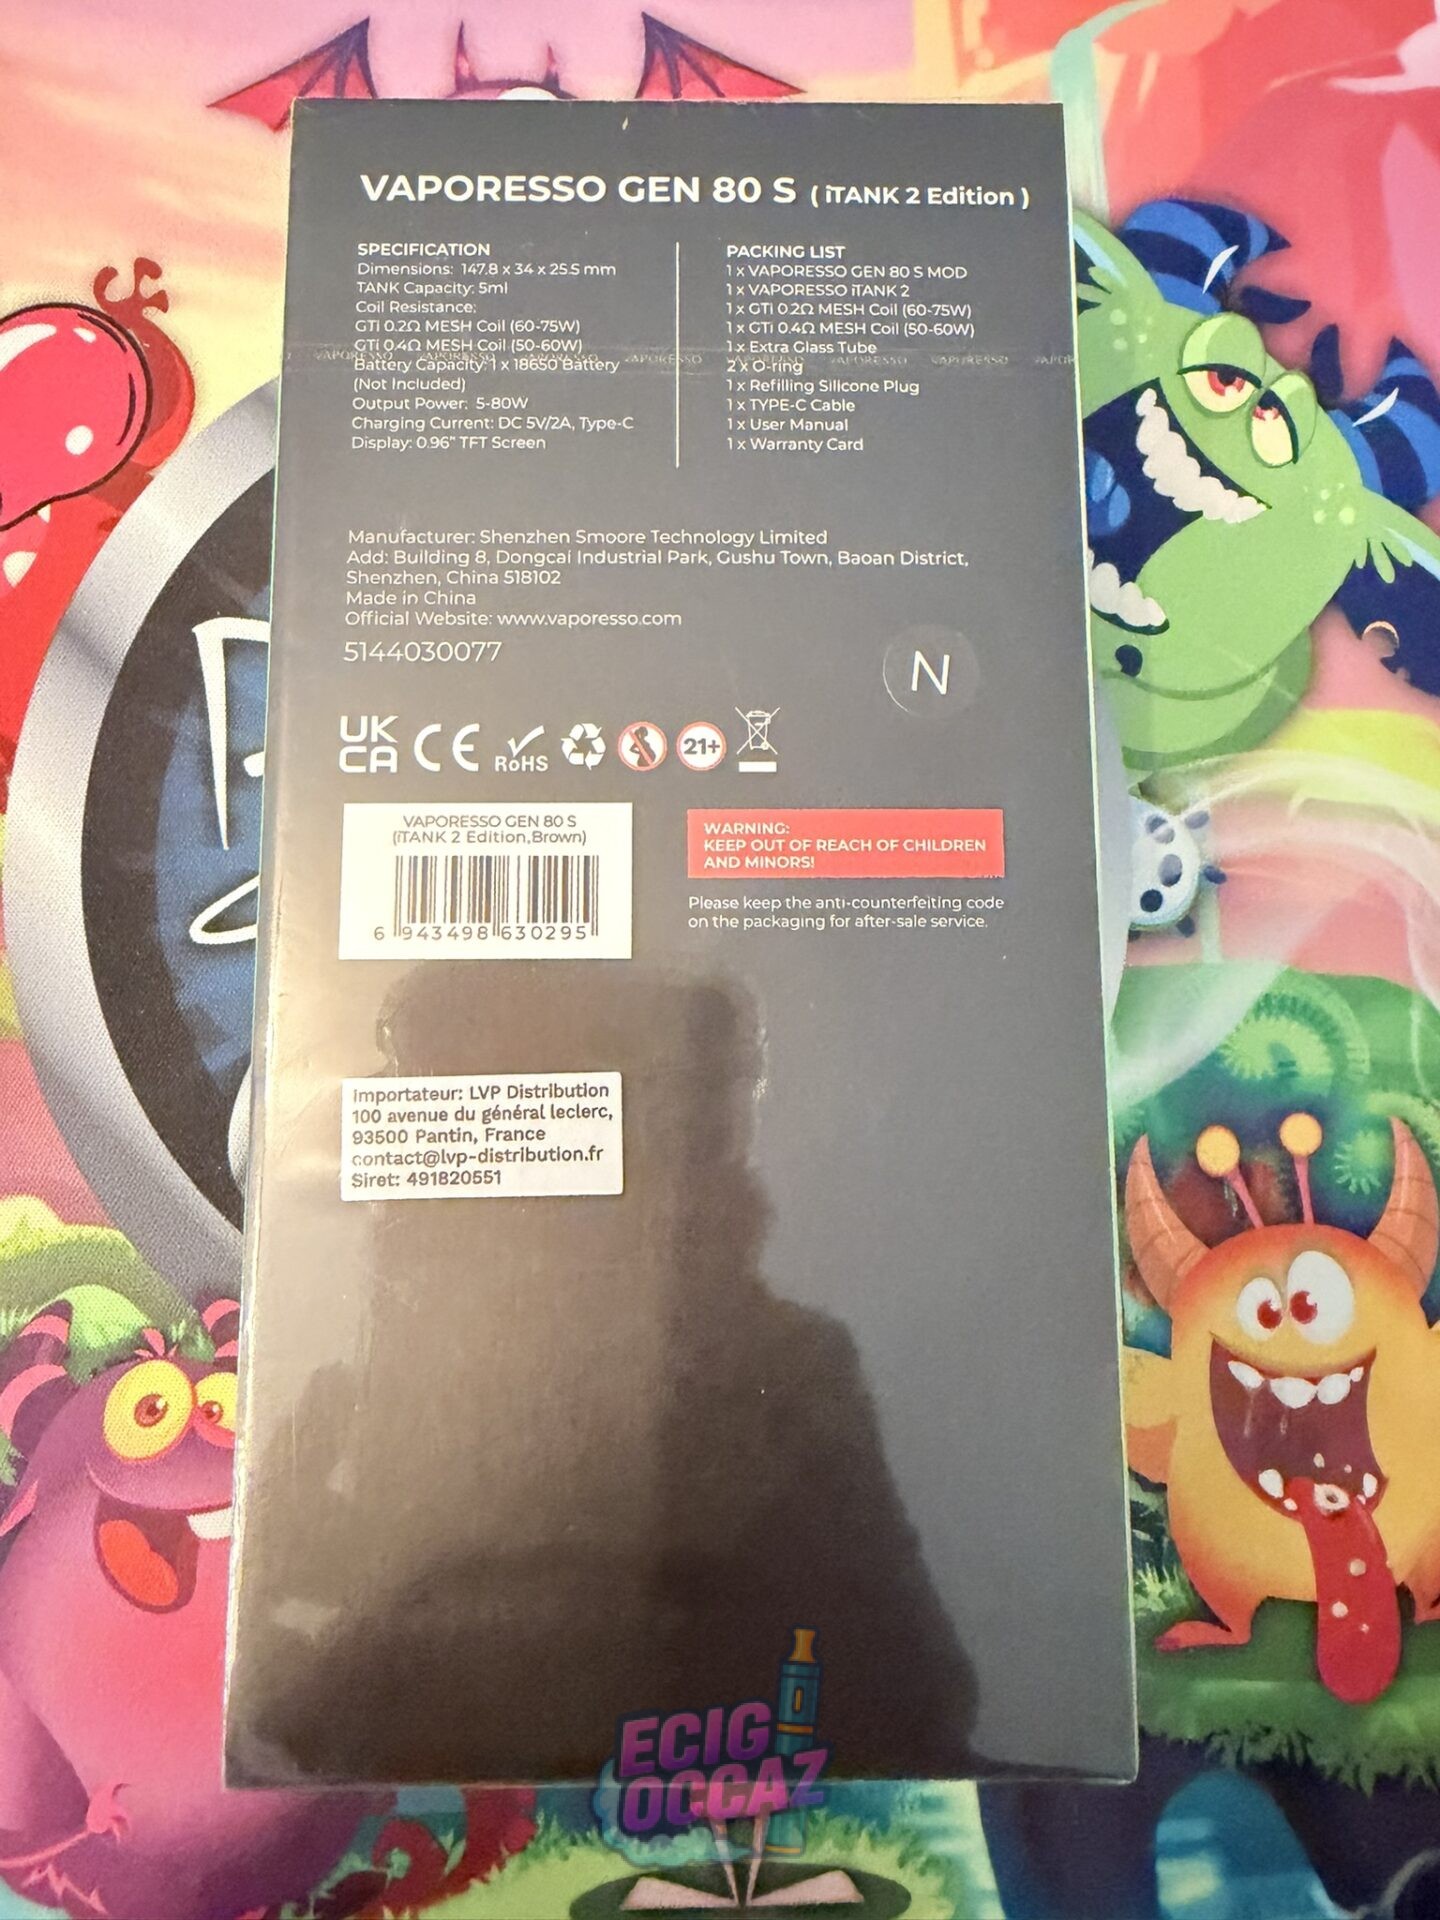 VAPORESSO GEN 80 S ( iTANK 2 Edition )
SPECIFICATION
Dimensions: 147.8 x 34 x 25.5 mm
TANK Capacity: 5ml
Coil Resistance:
GTi 0.2Ω MESH Coil (60-75W)
GTi 0.4Ω MESH Coil (50-60W)
Battery Capacity: 1 x 18650 Battery
(Not Included)
Output Power: 5-80W
Charging Current: DC 5V/2A, Type-C
Display: 0.96" TFT Screen
PACKING LIST
1 x VAPORESSO GEN 80 S MOD
1 x VAPORESSO iTANK 2
1 x GTi 0.2Ω MESH Coil (60-75W)
1 x GTi 0.4Ω MESH Coil (50-60W)
1 x Extra Glass Tube
2 x O-ring
1 x Refilling Silicone Plug
1 x TYPE-C Cable
1 x User Manual
1 x Warranty Card
VAPORESSO VAPORESSO VAPORESSO VAPORESSO VAPORESSO VAPORESSO VAPORESSO VAPOR
Manufacturer: Shenzhen Smoore Technology Limited
Add: Building 8, Dongcai Industrial Park, Gushu Town, Baoan District,
Shenzhen, China 518102
Made in China
Official Website: www.vaporesso.com
5144030077
N
UK
CA
CE
RoHS
21+
VAPORESSO GEN 80 S
(iTANK 2 Edition,Brown)
6 943498 630295
WARNING:
KEEP OUT OF REACH OF CHILDREN
AND MINORS!
Please keep the anti-counterfeiting code
on the packaging for after-sale service.
Importateur: LVP Distribution
100 avenue du général leclerc,
93500 Pantin, France
contact@lvp-distribution.fr
Siret: 491820551
ECIG
OCCAZ